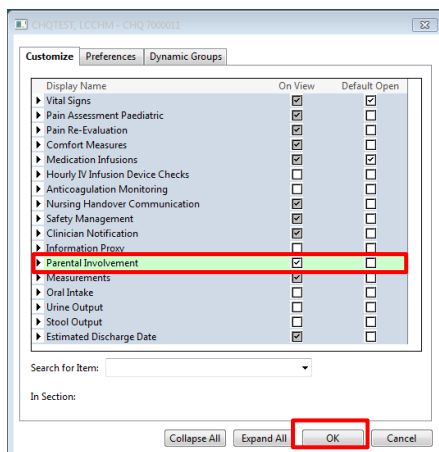 CHQTEST, LCCHM - CHQ 7000011
Customize Preferences Dynamic Groups
Display Name On View Default Open
Vital Signs
Pain Assessment Paediatric
Pain Re-Evaluation
Comfort Measures
Medication Infusions
Hourly IV Infusion Device Checks
Anticoagulation Monitoring
Nursing Handover Communication
Safety Management
Clinician Notification
Information Proxy
Parental Involvement
Measurements
Oral Intake
Urine Output
Stool Output
Estimated Discharge Date
Search for Item:
In Section:
Collapse All Expand All OK Cancel